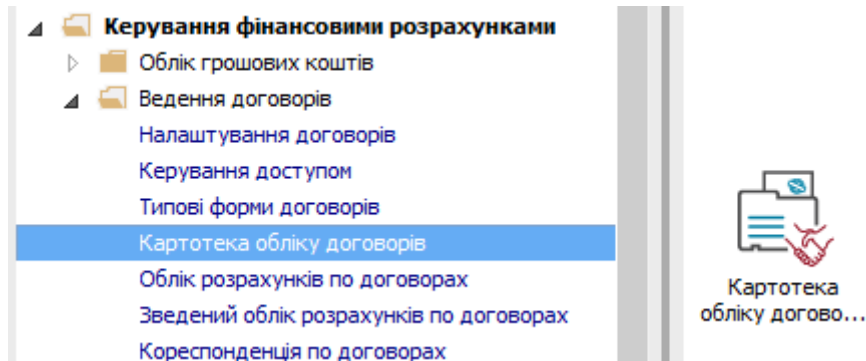 Керування фінансовими розрахунками
Облік грошових коштів
Ведення договорів
Налаштування договорів
Керування доступом
Типові форми договорів
Картотека обліку договорів
Облік розрахунків по договорах
Зведений облік розрахунків по договорах
Кореспонденція по договорах
Картотека
обліку догово...